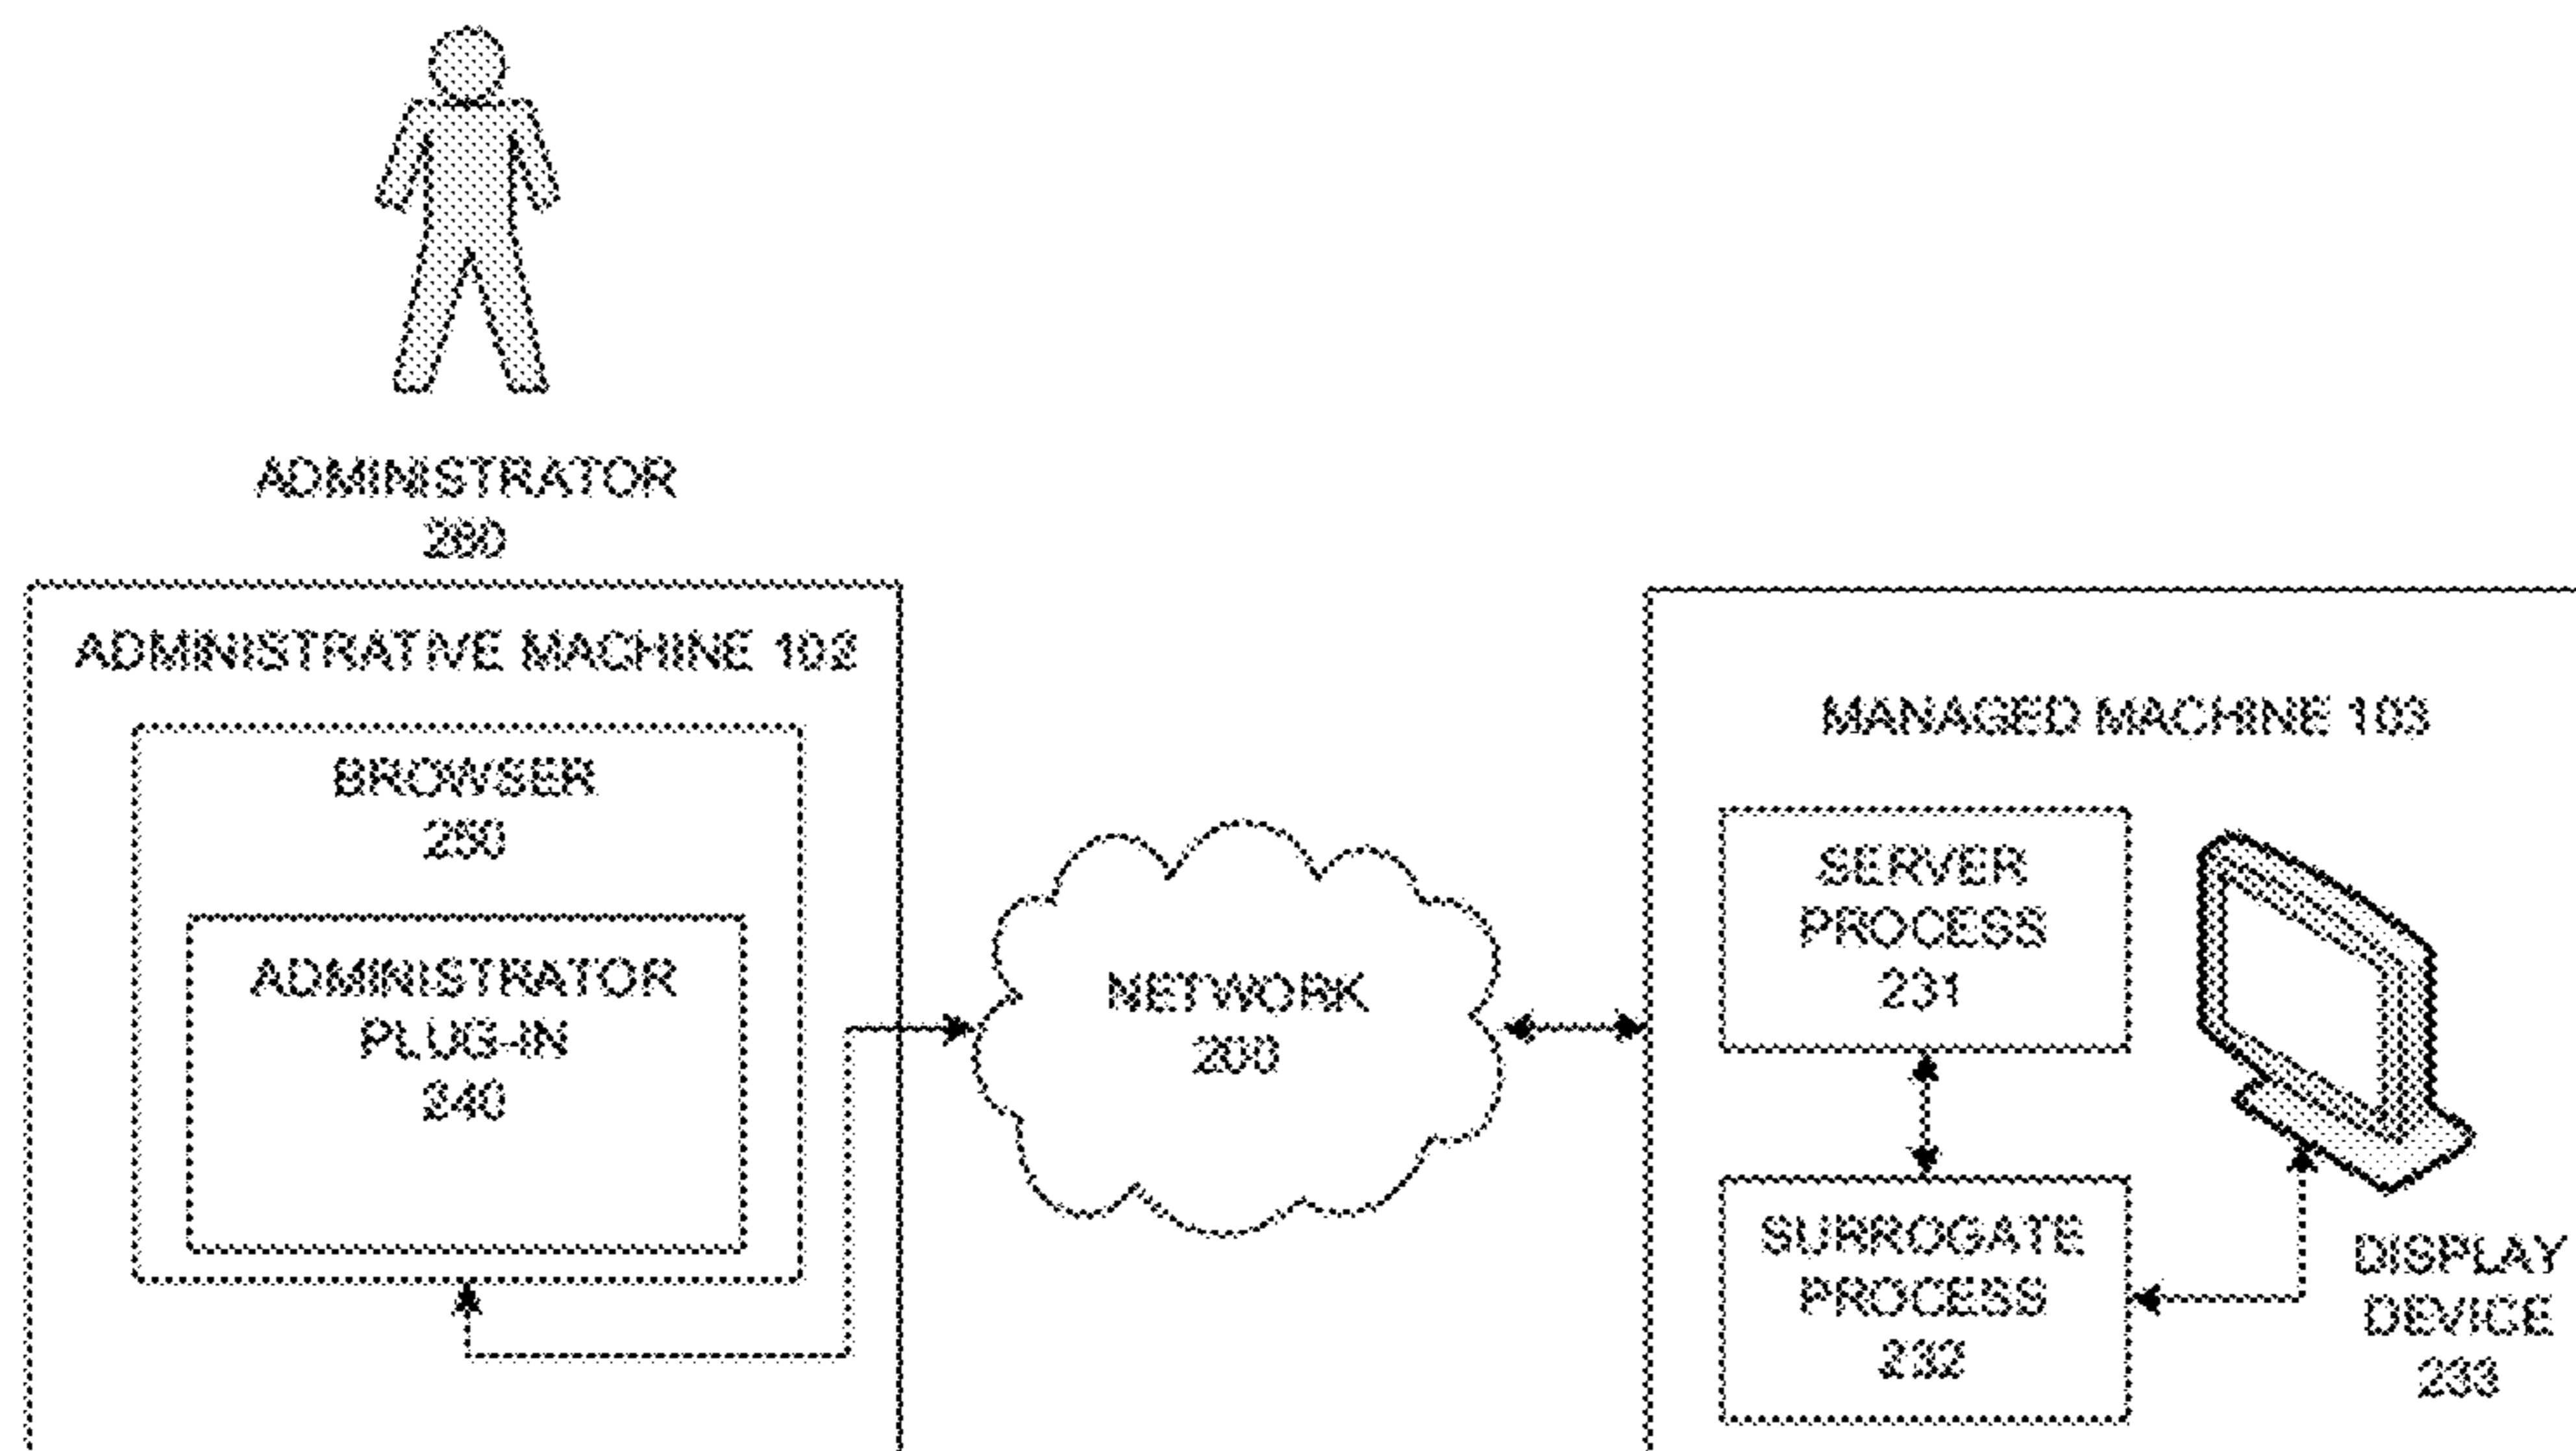 ADMINISTRATOR
ADMINISTRATIVE MACHINE 102
BROWSER
250
ADMINISTRATOR
PLUG-IN
240
NETWORK
200
MANAGED MACHINE 103
SERVER
PROCESS
231
SURROGATE
PROCESS
232
DISPLAY
DEVICE
233